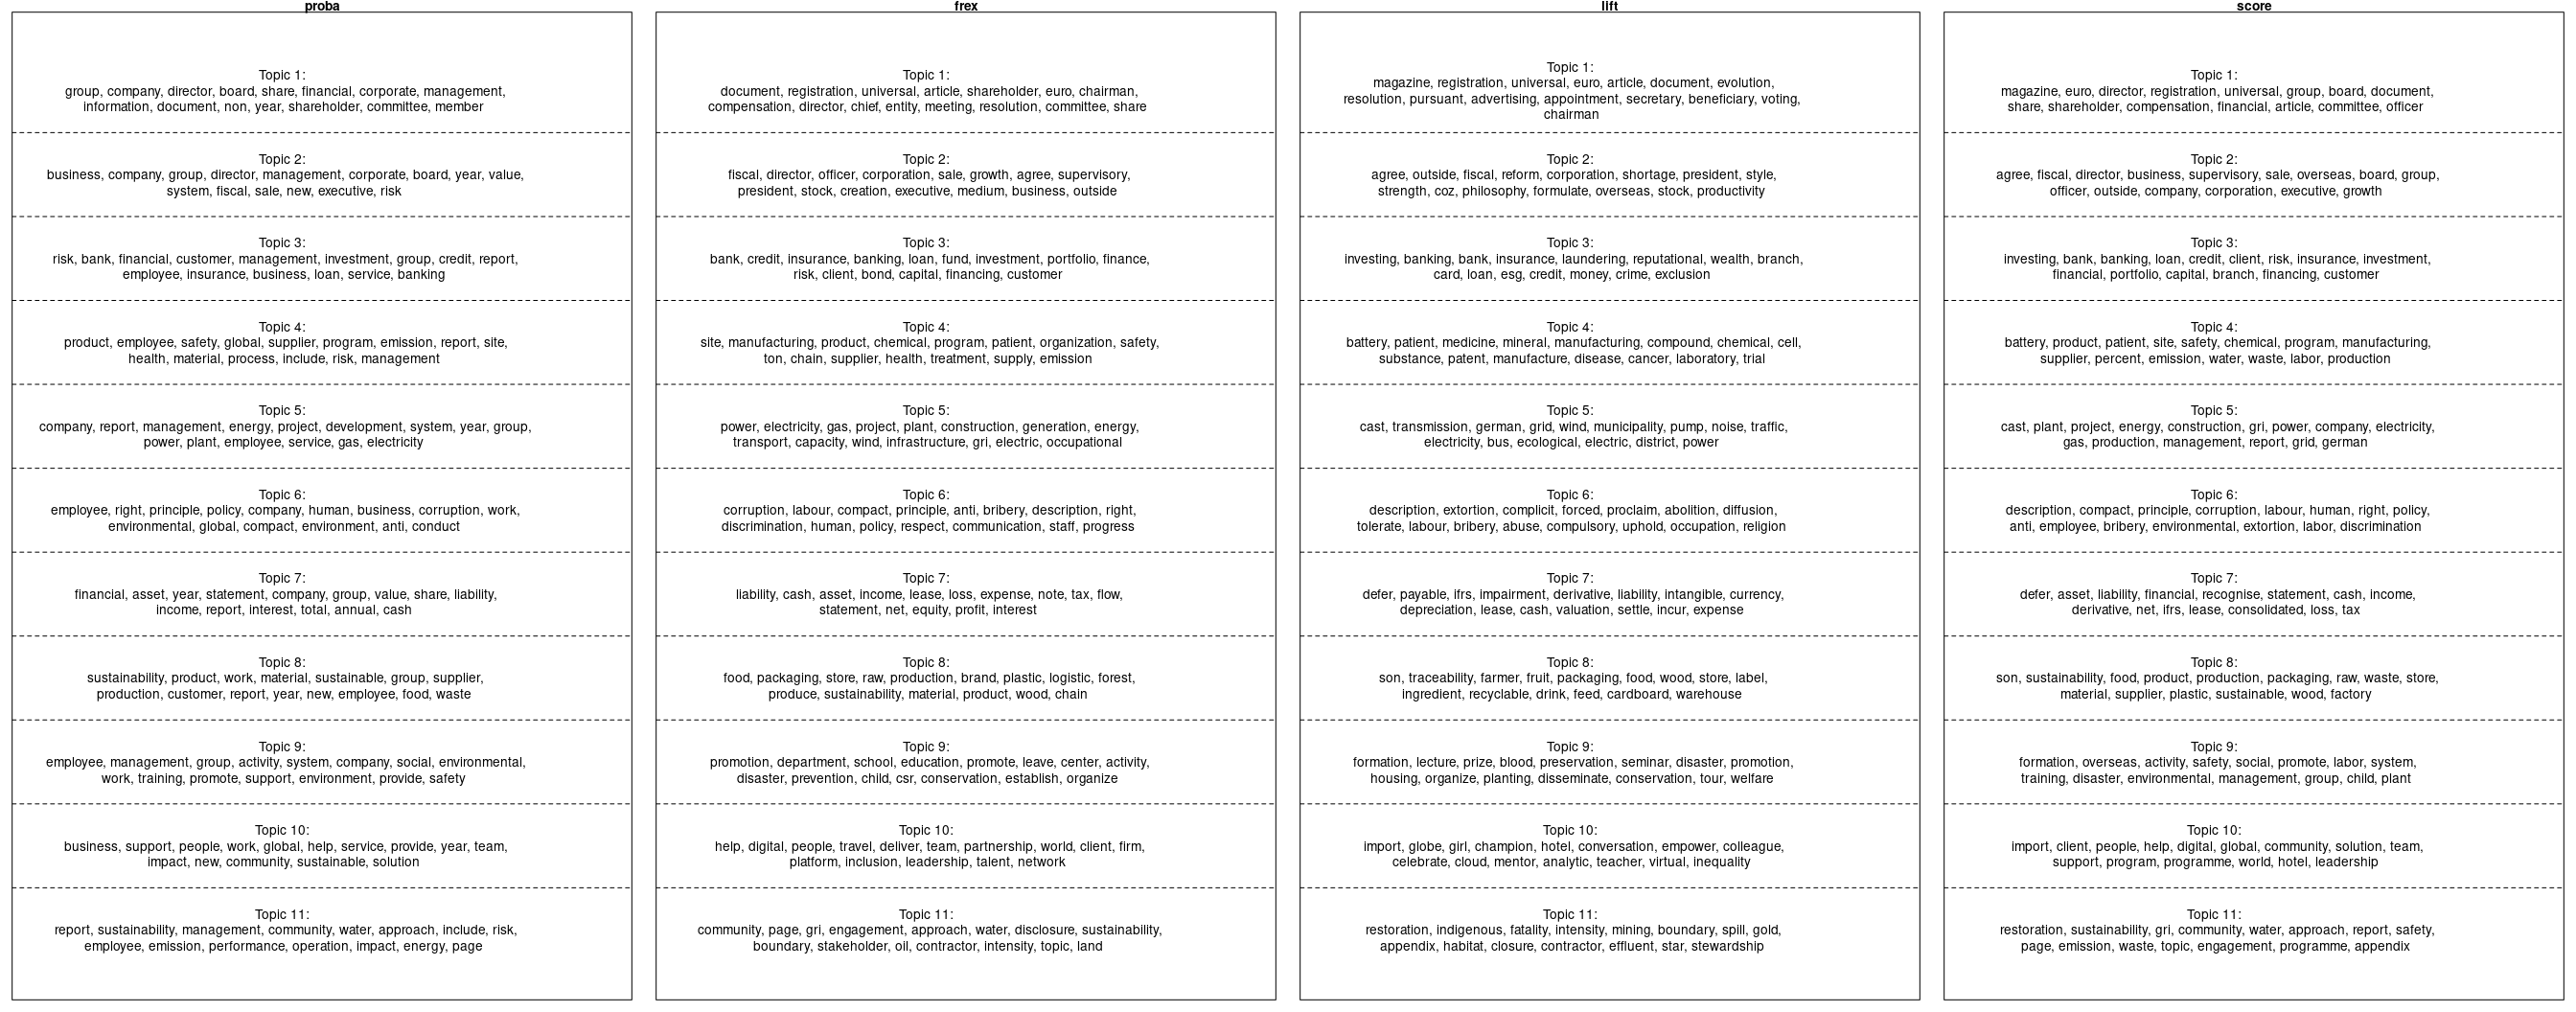 proba
Topic 1:
group, company, director, board, share, financial, corporate, management,
information, document, non, year, shareholder, committee, member
Topic 2:
business, company, group, director, management, corporate, board, year, value,
system, fiscal, sale, new, executive, risk
Topic 3:
risk, bank, financial, customer, management, investment, group, credit, report,
employee, insurance, business, loan, service, banking
Topic 4:
product, employee, safety, global, supplier, program, emission, report, site,
health, material, process, include, risk, management
Topic 5:
company, report, management, energy, project, development, system, year, group,
power, plant, employee, service, gas, electricity
Topic 6:
employee, right, principle, policy, company, human, business, corruption, work,
environmental, global, compact, environment, anti, conduct
Topic 7:
financial, asset, year, statement, company, group, value, share, liability,
income, report, interest, total, annual, cash
Topic 8:
sustainability, product, work, material, sustainable, group, supplier,
production, customer, report, year, new, employee, food, waste
Topic 9:
employee, management, group, activity, system, company, social, environmental,
work, training, promote, support, environment, provide, safety
Topic 10:
business, support, people, work, global, help, service, provide, year, team,
impact, new, community, sustainable, solution
Topic 11:
report, sustainability, management, community, water, approach, include, risk,
employee, emission, performance, operation, impact, energy, page
frex
Topic 1:
document, registration, universal, article, shareholder, euro, chairman,
compensation, director, chief, entity, meeting, resolution, committee, share
Topic 2:
fiscal, director, officer, corporation, sale, growth, agree, supervisory,
president, stock, creation, executive, medium, business, outside
Topic 3:
bank, credit, insurance, banking, loan, fund, investment, portfolio, finance,
risk, client, bond, capital, financing, customer
Topic 4:
site, manufacturing, product, chemical, program, patient, organization, safety,
ton, chain, supplier, health, treatment, supply, emission
Topic 5:
power, electricity, gas, project, plant, construction, generation, energy,
transport, capacity, wind, infrastructure, gri, electric, occupational
Topic 6:
corruption, labour, compact, principle, anti, bribery, description, right,
discrimination, human, policy, respect, communication, staff, progress
Topic 7:
liability, cash, asset, income, lease, loss, expense, note, tax, flow,
statement, net, equity, profit, interest
Topic 8:
food, packaging, store, raw, production, brand, plastic, logistic, forest,
produce, sustainability, material, product, wood, chain
Topic 9:
promotion, department, school, education, promote, leave, center, activity,
disaster, prevention, child, csr, conservation, establish, organize
Topic 10:
help, digital, people, travel, deliver, team, partnership, world, client, firm,
platform, inclusion, leadership, talent, network
Topic 11:
community, page, gri, engagement, approach, water, disclosure, sustainability,
boundary, stakeholder, oil, contractor, intensity, topic, land
lift
Topic 1:
magazine, registration, universal, euro, article, document, evolution,
resolution, pursuant, advertising, appointment, secretary, beneficiary, voting,
chairman
Topic 2:
agree, outside, fiscal, reform, corporation, shortage, president, style,
strength, coz, philosophy, formulate, overseas, stock, productivity
Topic 3:
investing, banking, bank, insurance, laundering, reputational, wealth, branch,
card, loan, esg, credit, money, crime, exclusion
Topic 4:
battery, patient, medicine, mineral, manufacturing, compound, chemical, cell,
substance, patent, manufacture, disease, cancer, laboratory, trial
Topic 5:
cast, transmission, german, grid, wind, municipality, pump, noise, traffic,
electricity, bus, ecological, electric, district, power
Topic 6:
description, extortion, complicit, forced, proclaim, abolition, diffusion,
tolerate, labour, bribery, abuse, compulsory, uphold, occupation, religion
Topic 7:
defer, payable, ifrs, impairment, derivative, liability, intangible, currency,
depreciation, lease, cash, valuation, settle, incur, expense
Topic 8:
son, traceability, farmer, fruit, packaging, food, wood, store, label,
ingredient, recyclable, drink, feed, cardboard, warehouse
Topic 9:
formation, lecture, prize, blood, preservation, seminar, disaster, promotion,
housing, organize, planting, disseminate, conservation, tour, welfare
Topic 10:
import, globe, girl, champion, hotel, conversation, empower, colleague,
celebrate, cloud, mentor, analytic, teacher, virtual, inequality
Topic 11:
restoration, indigenous, fatality, intensity, mining, boundary, spill, gold,
appendix, habitat, closure, contractor, effluent, star, stewardship
score
Topic 1:
magazine, euro, director, registration, universal, group, board, document,
share, shareholder, compensation, financial, article, committee, officer
Topic 2:
agree, fiscal, director, business, supervisory, sale, overseas, board, group,
officer, outside, company, corporation, executive, growth
Topic 3:
investing, bank, banking, loan, credit, client, risk, insurance, investment,
financial, portfolio, capital, branch, financing, customer
Topic 4:
battery, product, patient, site, safety, chemical, program, manufacturing,
supplier, percent, emission, water, waste, labor, production
Topic 5:
cast, plant, project, energy, construction, gri, power, company, electricity,
gas, production, management, report, grid, german
Topic 6:
description, compact, principle, corruption, labour, human, right, policy,
anti, employee, bribery, environmental, extortion, labor, discrimination
Topic 7:
defer, asset, liability, financial, recognise, statement, cash, income,
derivative, net, ifrs, lease, consolidated, loss, tax
Topic 8:
son, sustainability, food, product, production, packaging, raw, waste, store,
material, supplier, plastic, sustainable, wood, factory
Topic 9:
formation, overseas, activity, safety, social, promote, labor, system,
training, disaster, environmental, management, group, child, plant
Topic 10:
import, client, people, help, digital, global, community, solution, team,
support, program, programme, world, hotel, leadership
Topic 11:
restoration, sustainability, gri, community, water, approach, report, safety,
page, emission, waste, topic, engagement, programme, appendix